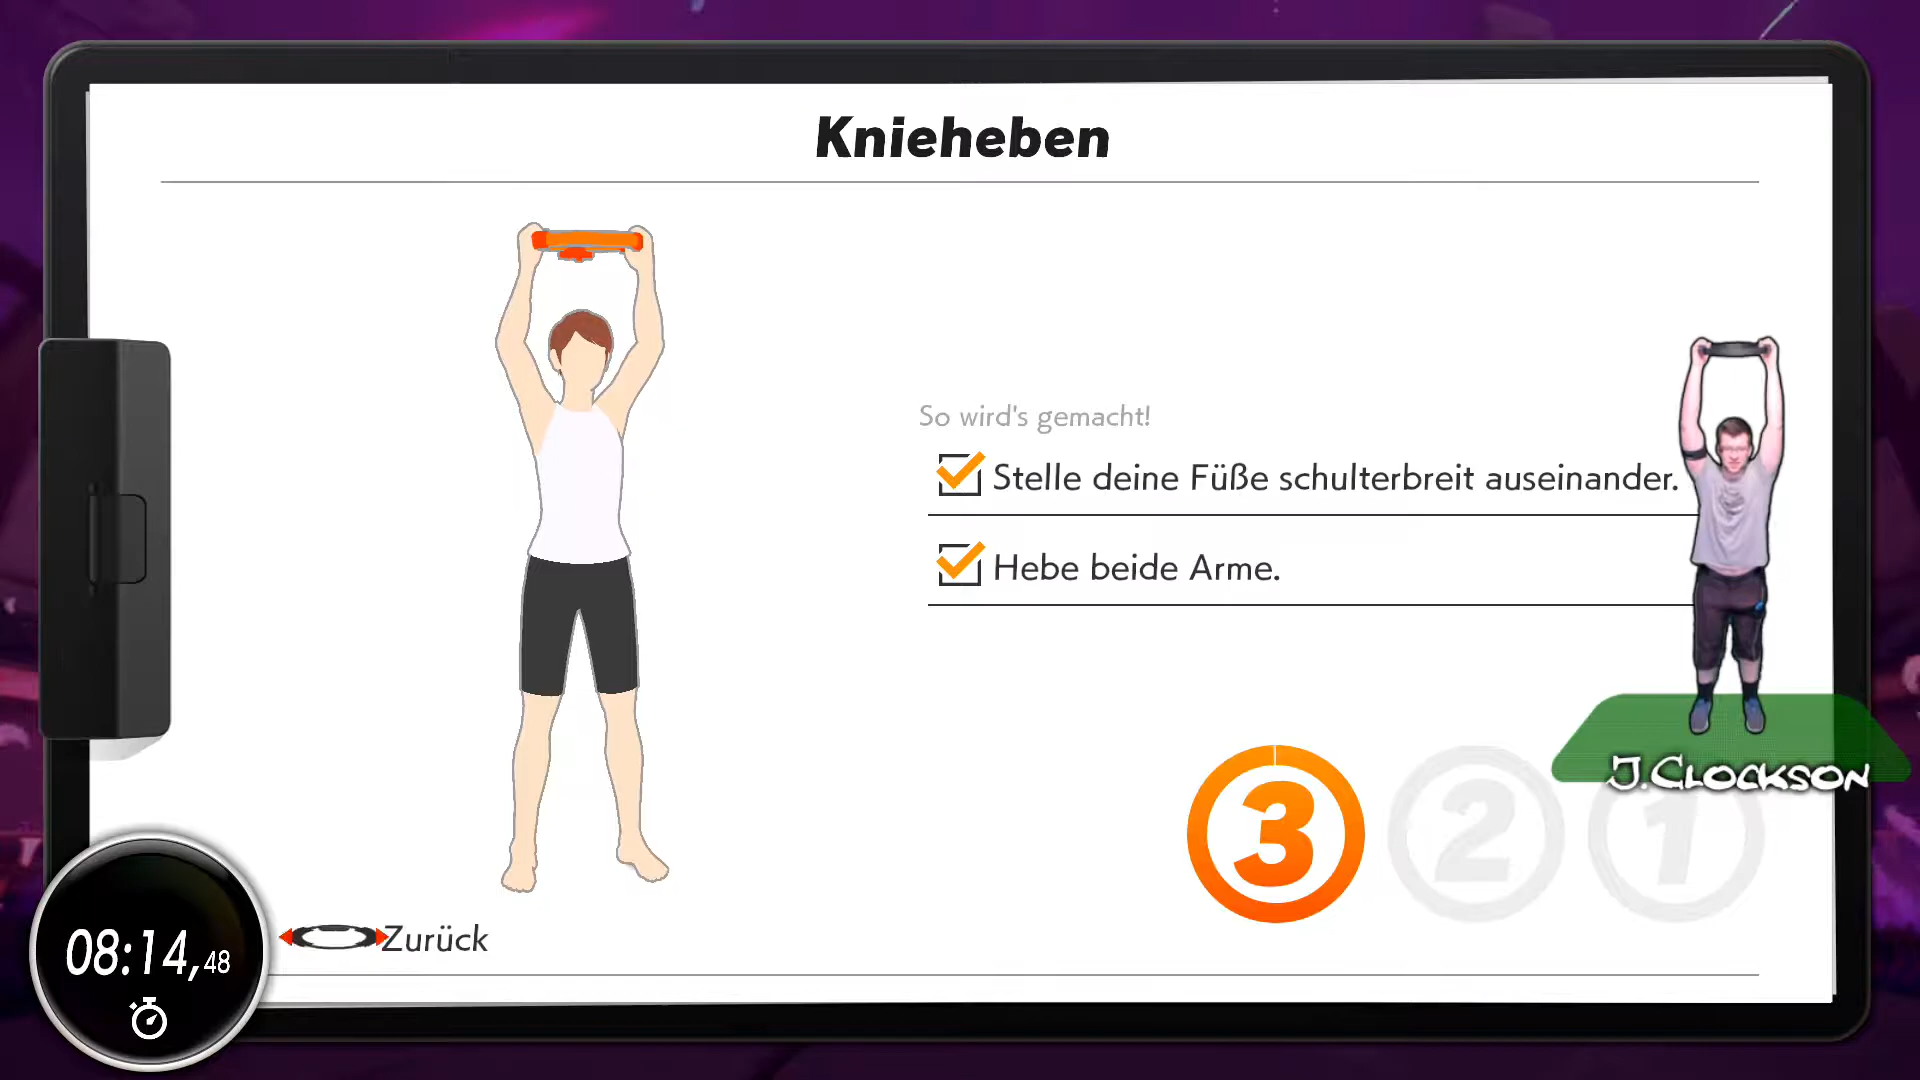 Knieheben
So wird's gemacht!
Stelle deine Füße schulterbreit auseinander.
Hebe beide Arme.
3 2 1
J.Clockson
Zurück
08:14,48